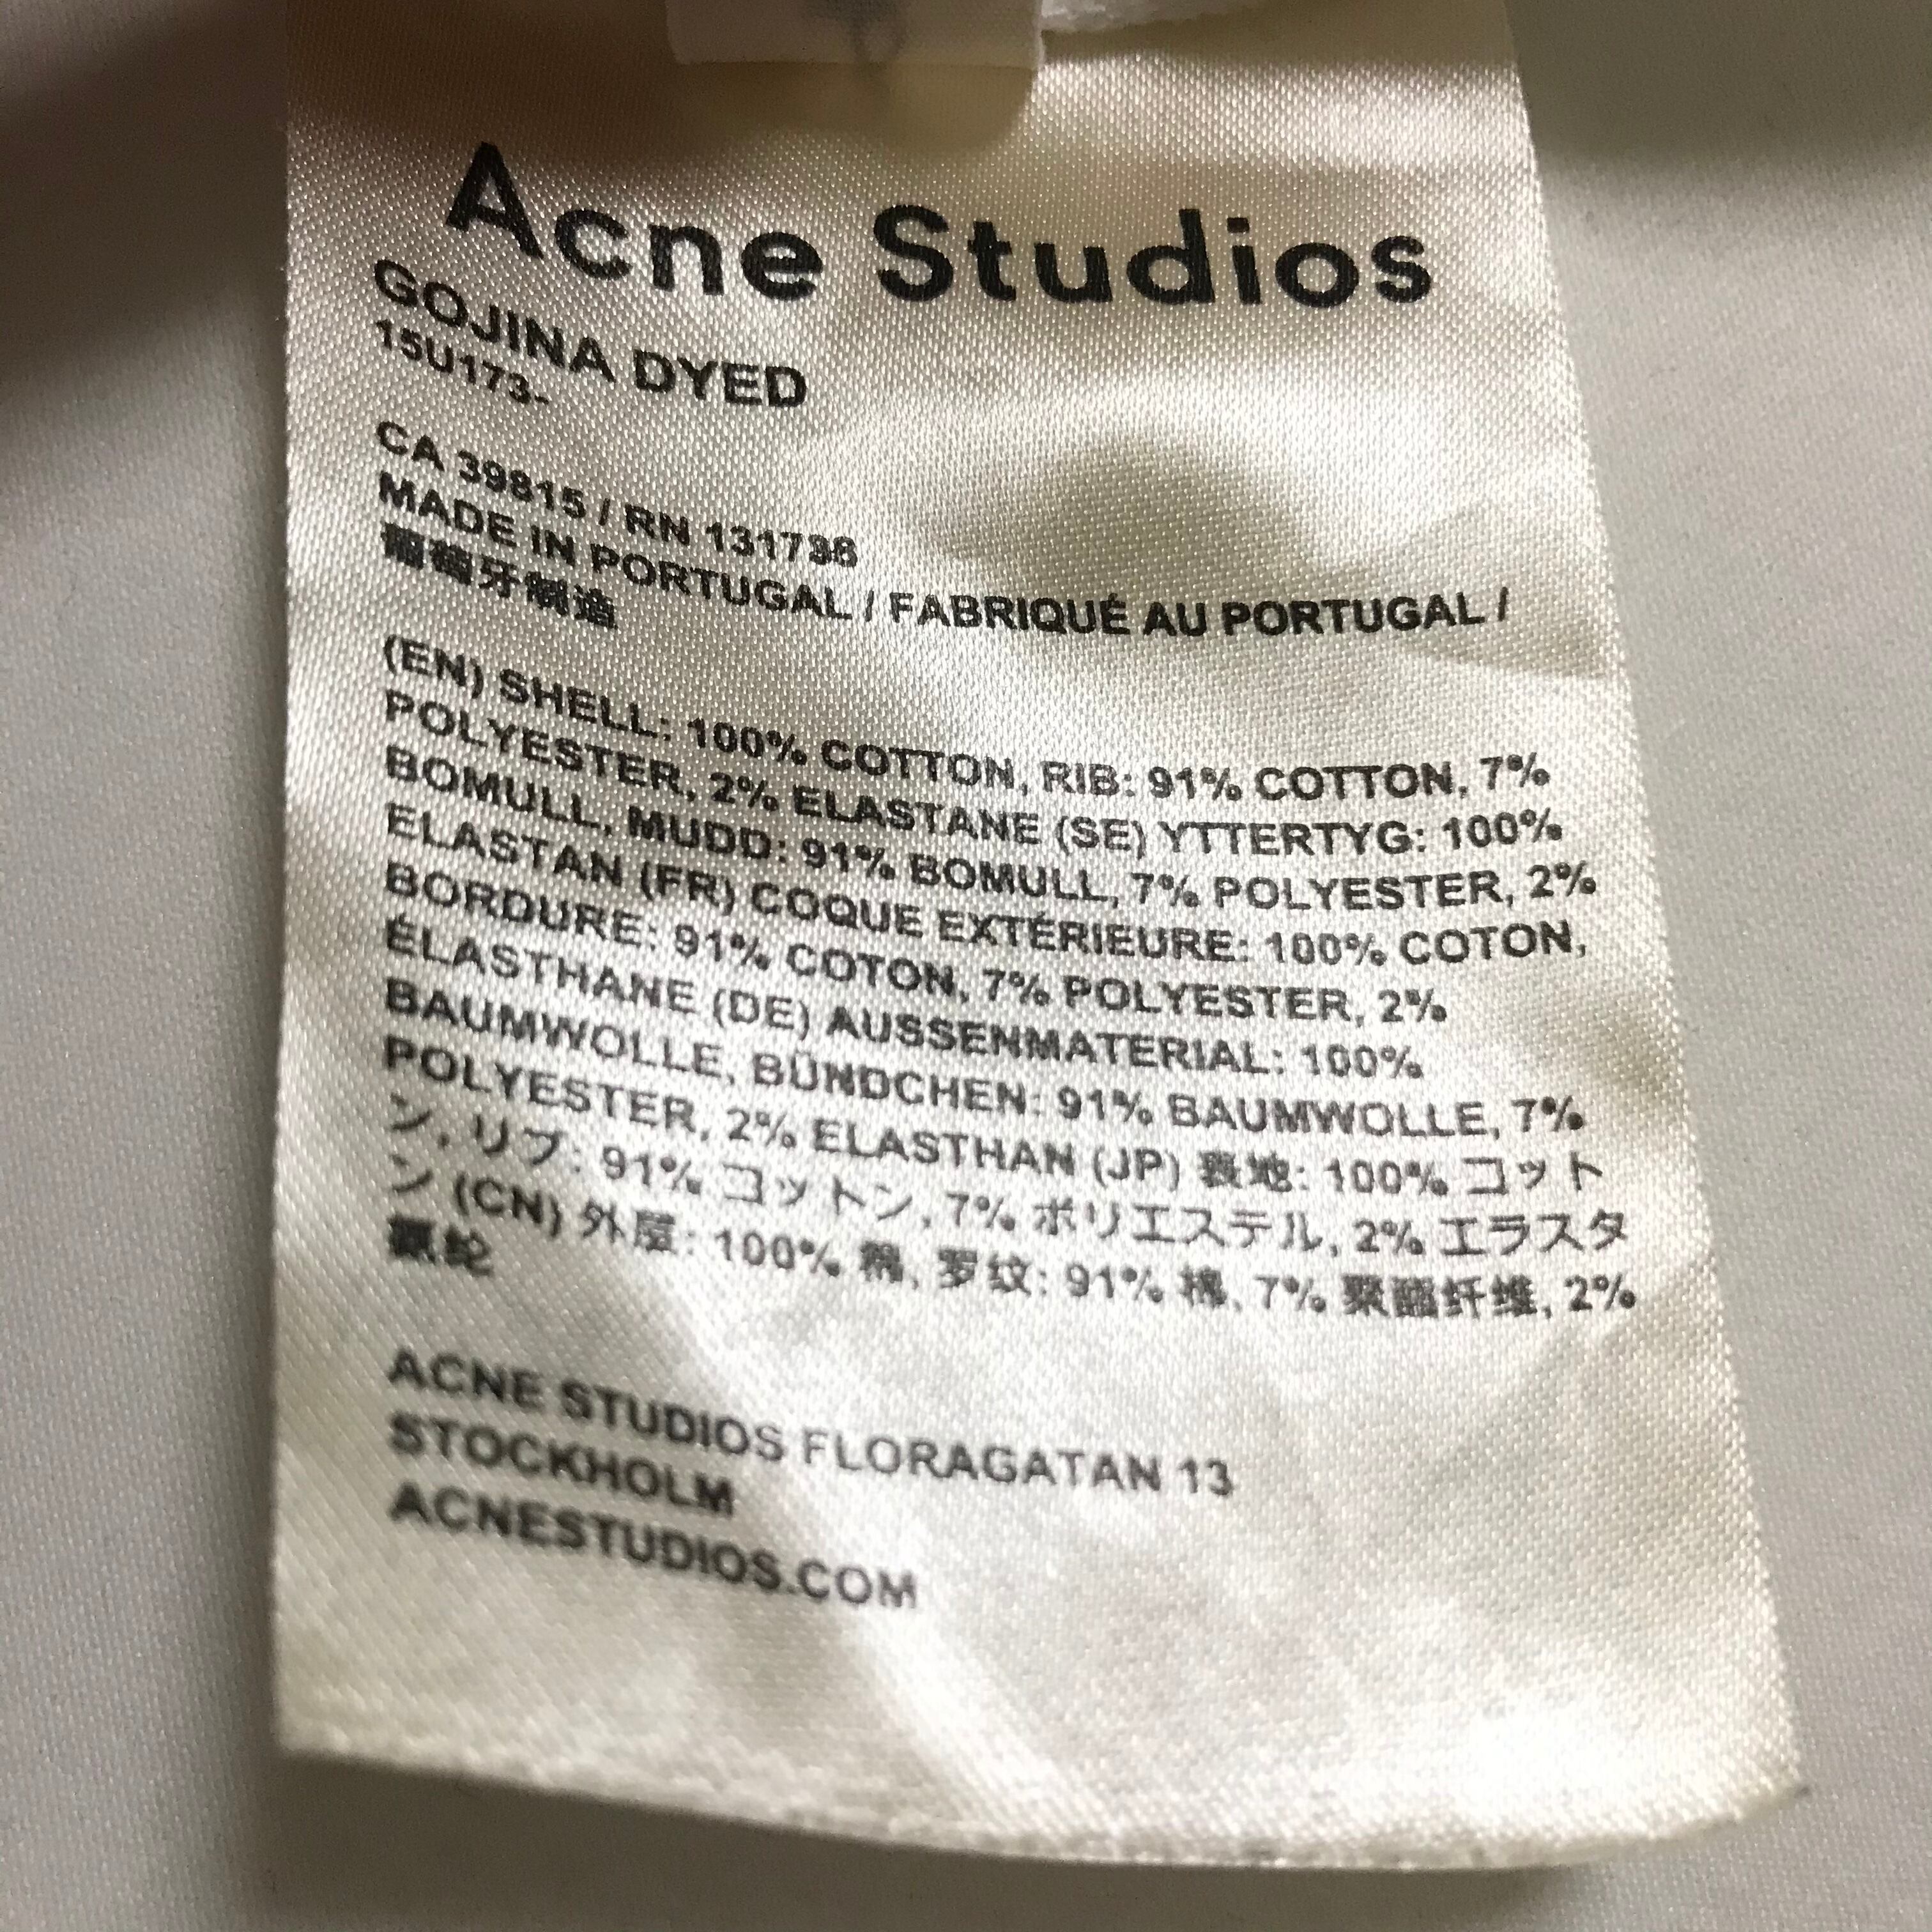 Acne Studios
GOJINA DYED
15U173-
CA 39815 / RN 131736
MADE IN PORTUGAL / FABRIQUÉ AU PORTUGAL /
葡萄牙制造
(EN) SHELL: 100% COTTON, RIB: 91% COTTON, 7%
POLYESTER, 2% ELASTANE (SE) YTTERTYG: 100%
BOMULL, MUDD: 91% BOMULL, 7% POLYESTER, 2%
ELASTAN (FR) COQUE EXTÉRIEURE: 100% COTON,
BORDURE: 91% COTON, 7% POLYESTER, 2%
ÉLASTHANE (DE) AUSSENMATERIAL: 100%
BAUMWOLLE, BÜNDCHEN: 91% BAUMWOLLE, 7%
POLYESTER, 2% ELASTHAN (JP) 表地: 100% コット
ン, リブ: 91% コットン, 7% ポリエステル, 2% エラスタ
ン (CN) 外层: 100% 棉, 罗纹: 91% 棉, 7% 聚酯纤维, 2%
氨纶
ACNE STUDIOS FLORAGATAN 13
STOCKHOLM
ACNESTUDIOS.COM